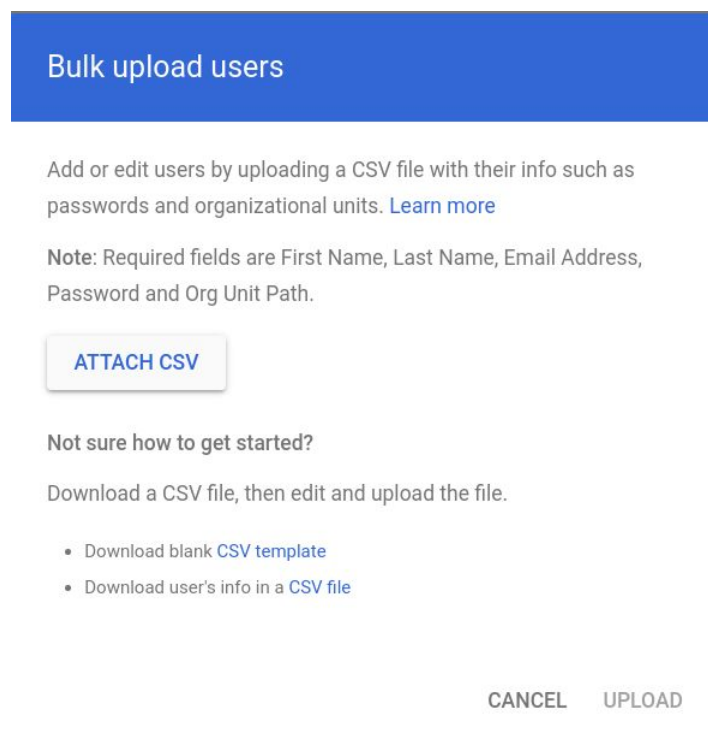 Bulk upload users
Add or edit users by uploading a CSV file with their info such as
passwords and organizational units. Learn more
Note: Required fields are First Name, Last Name, Email Address,
Password and Org Unit Path.
ATTACH CSV
Not sure how to get started?
Download a CSV file, then edit and upload the file.
• Download blank CSV template
• Download user's info in a CSV file
CANCEL UPLOAD